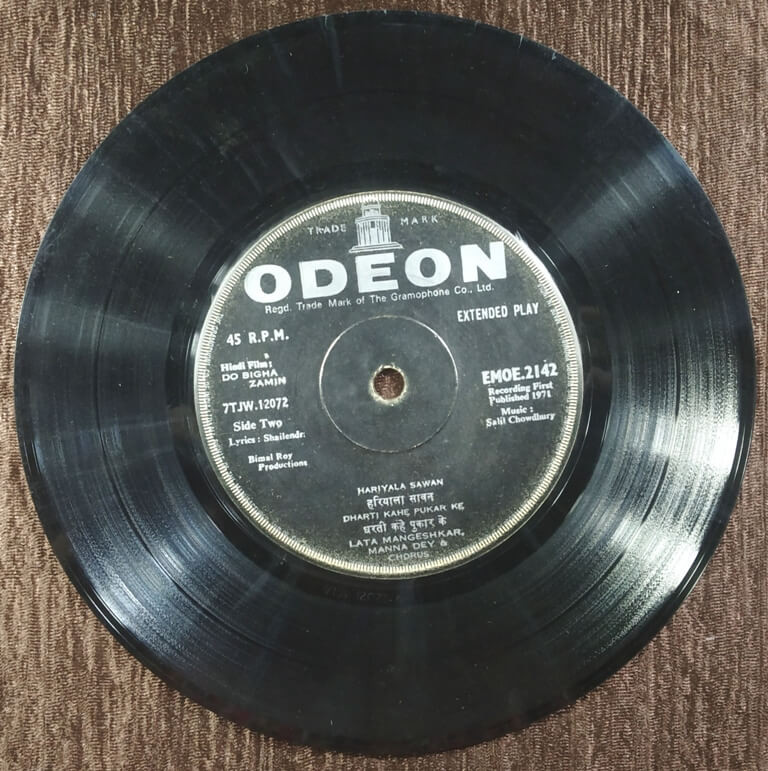 TRADE MARK
ODEON
Regd. Trade Mark of The Gramophone Co., Ltd.
EXTENDED PLAY
45 R.P.M.
Hindi Film:
DO BIGHA
ZAMIN
7TJW.12072
Side Two
Lyrics : Shailendr
Bimal Roy
Productions
EMOE.2142
Recording First
Published 1971
Music :
Salil Chowdhury
HARIYALA SAWAN
हरियाला सावन
DHARTI KAHE PUKAR KE
धरती कहे पुकार के
LATA MANGESHKAR,
MANNA DEY &
CHORUS